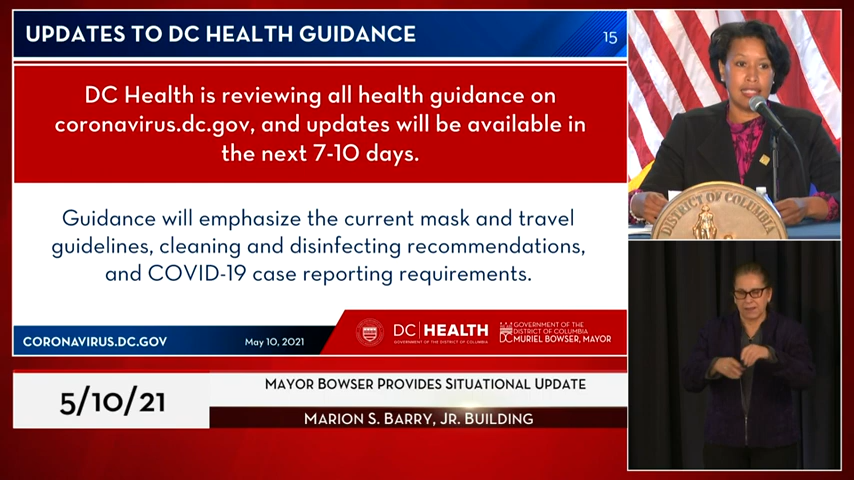 UPDATES TO DC HEALTH GUIDANCE
15
DC Health is reviewing all health guidance on
coronavirus.dc.gov, and updates will be available in
the next 7-10 days.
Guidance will emphasize the current mask and travel
guidelines, cleaning and disinfecting recommendations,
and COVID-19 case reporting requirements.
CORONAVIRUS.DC.GOV
May 10, 2021
DC HEALTH
GOVERNMENT OF THE DISTRICT OF COLUMBIA
GOVERNMENT OF THE
DISTRICT OF COLUMBIA
DC MURIEL BOWSER, MAYOR
5/10/21
MAYOR BOWSER PROVIDES SITUATIONAL UPDATE
MARION S. BARRY, JR. BUILDING
DISTRICT OF COLUMBIA